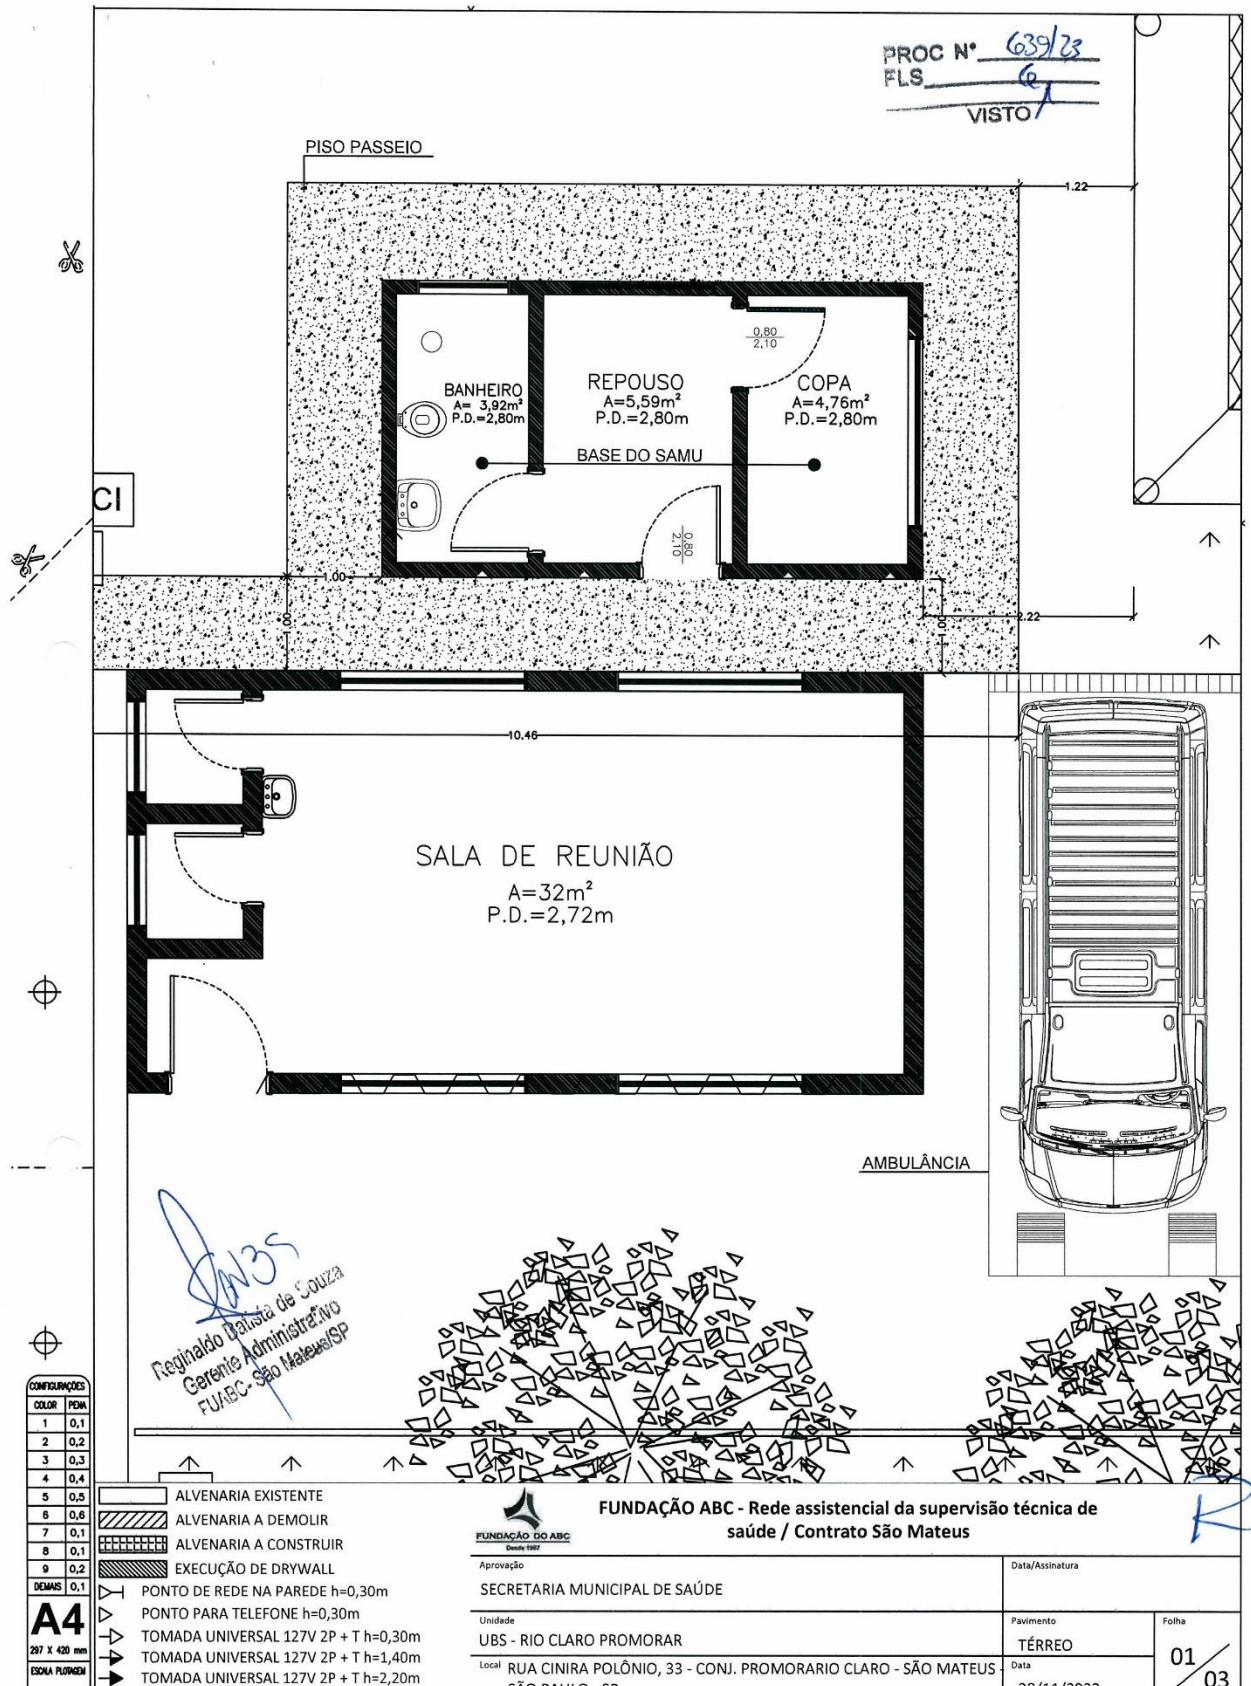 PROC Nº 639/23
FLS 6
VISTO
PISO PASSEIO
1.22
0,80
2,10
BANHEIRO
A= 3,92m²
P.D.=2,80m
REPOUSO
A=5,59m²
P.D.=2,80m
COPA
A=4,76m²
P.D.=2,80m
BASE DO SAMU
CI
0,80
2,10
1.00
1.00
1.00
2.22
10.46
SALA DE REUNIÃO
A=32m²
P.D.=2,72m
AMBULÂNCIA
Reginaldo Batista de Souza
Gerente Administrativo
FUABC- São Mateus/SP
CONFIGURAÇÕES
COLOR PENA
1 0,1
2 0,2
3 0,3
4 0,4
5 0,5
6 0,6
7 0,1
8 0,1
9 0,2
DEMAIS 0,1
A4
297 X 420 mm
ESCALA PLOTAGEM
ALVENARIA EXISTENTE
ALVENARIA A DEMOLIR
ALVENARIA A CONSTRUIR
EXECUÇÃO DE DRYWALL
PONTO DE REDE NA PAREDE h=0,30m
PONTO PARA TELEFONE h=0,30m
TOMADA UNIVERSAL 127V 2P + T h=0,30m
TOMADA UNIVERSAL 127V 2P + T h=1,40m
TOMADA UNIVERSAL 127V 2P + T h=2,20m
FUNDAÇÃO DO ABC
Desde 1967
FUNDAÇÃO ABC - Rede assistencial da supervisão técnica de
saúde / Contrato São Mateus
Aprovação
SECRETARIA MUNICIPAL DE SAÚDE
Data/Assinatura
Unidade
UBS - RIO CLARO PROMORAR
Pavimento
TÉRREO
Folha
01
03
Local RUA CINIRA POLÔNIO, 33 - CONJ. PROMORARIO CLARO - SÃO MATEUS -
SÃO PAULO - SP
Data